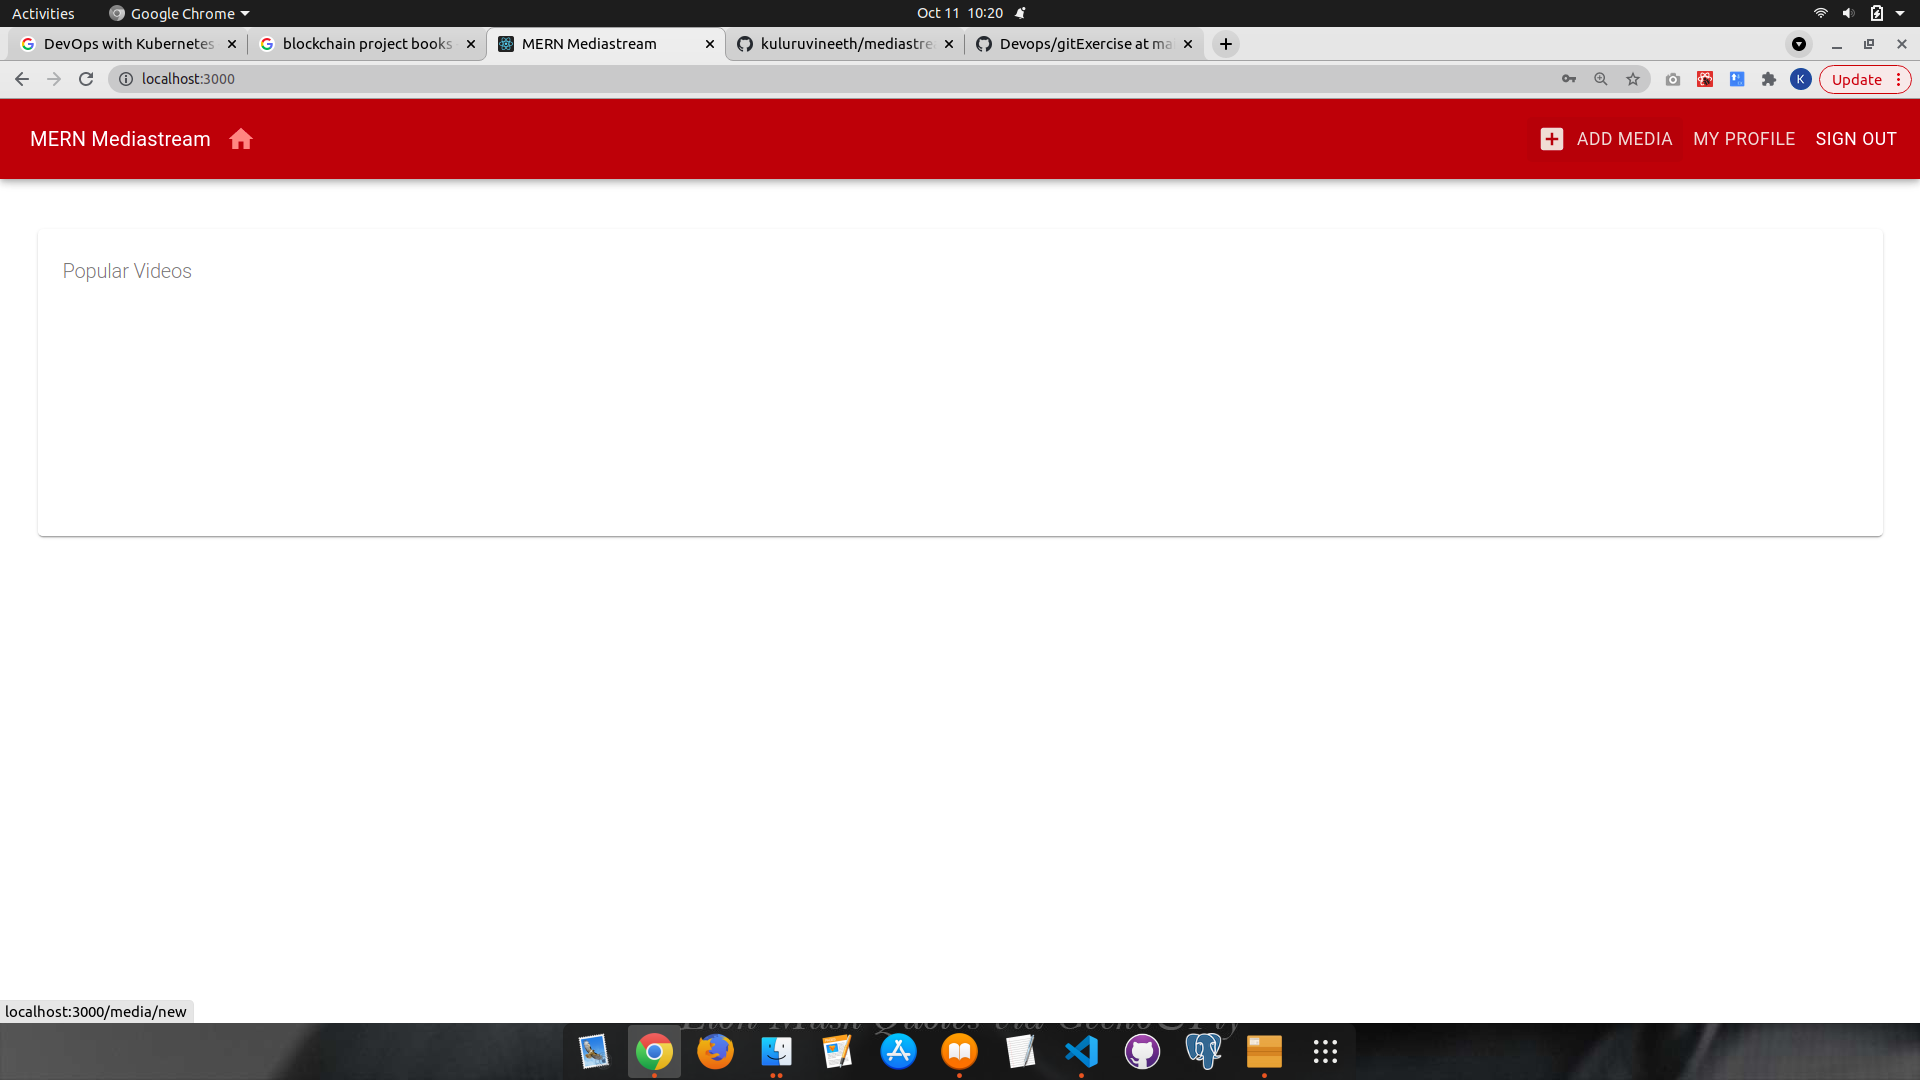 Activities Google Chrome Oct 11 10:20
DevOps with Kubernetes blockchain project books MERN Mediastream kuluruvineeth/mediastre Devops/gitExercise at ma
localhost:3000 K Update
MERN Mediastream ADD MEDIA MY PROFILE SIGN OUT
Popular Videos
localhost:3000/media/new